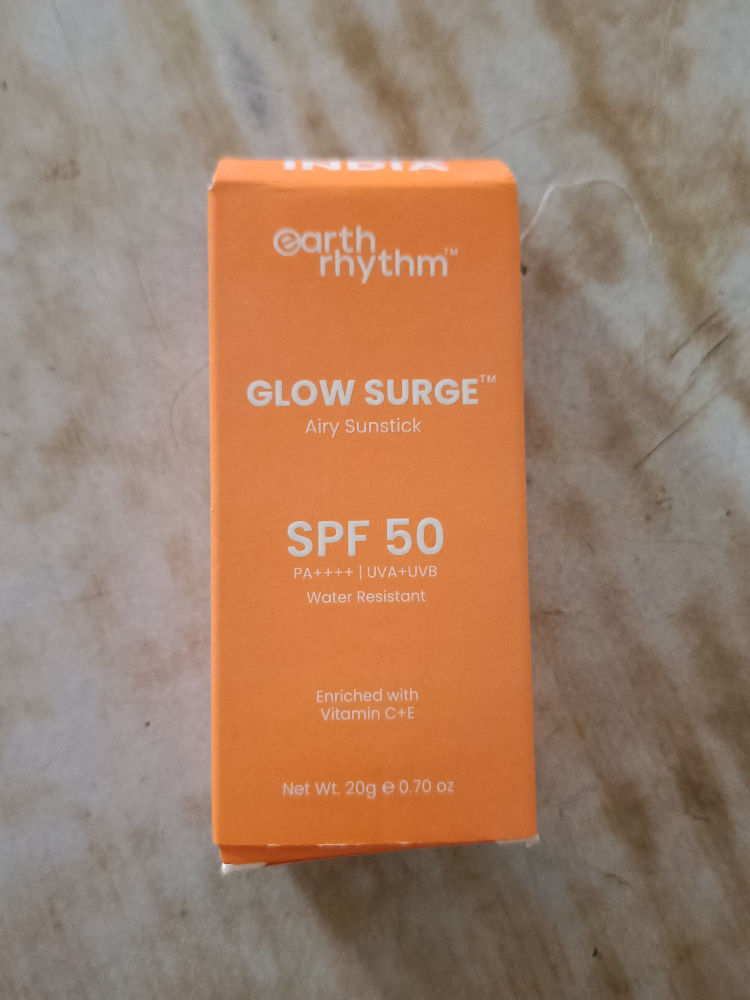 INDIA
earth
rhythm™
GLOW SURGE™
Airy Sunstick
SPF 50
PA++++ | UVA+UVB
Water Resistant
Enriched with
Vitamin C+E
Net Wt. 20g ℮ 0.70 oz